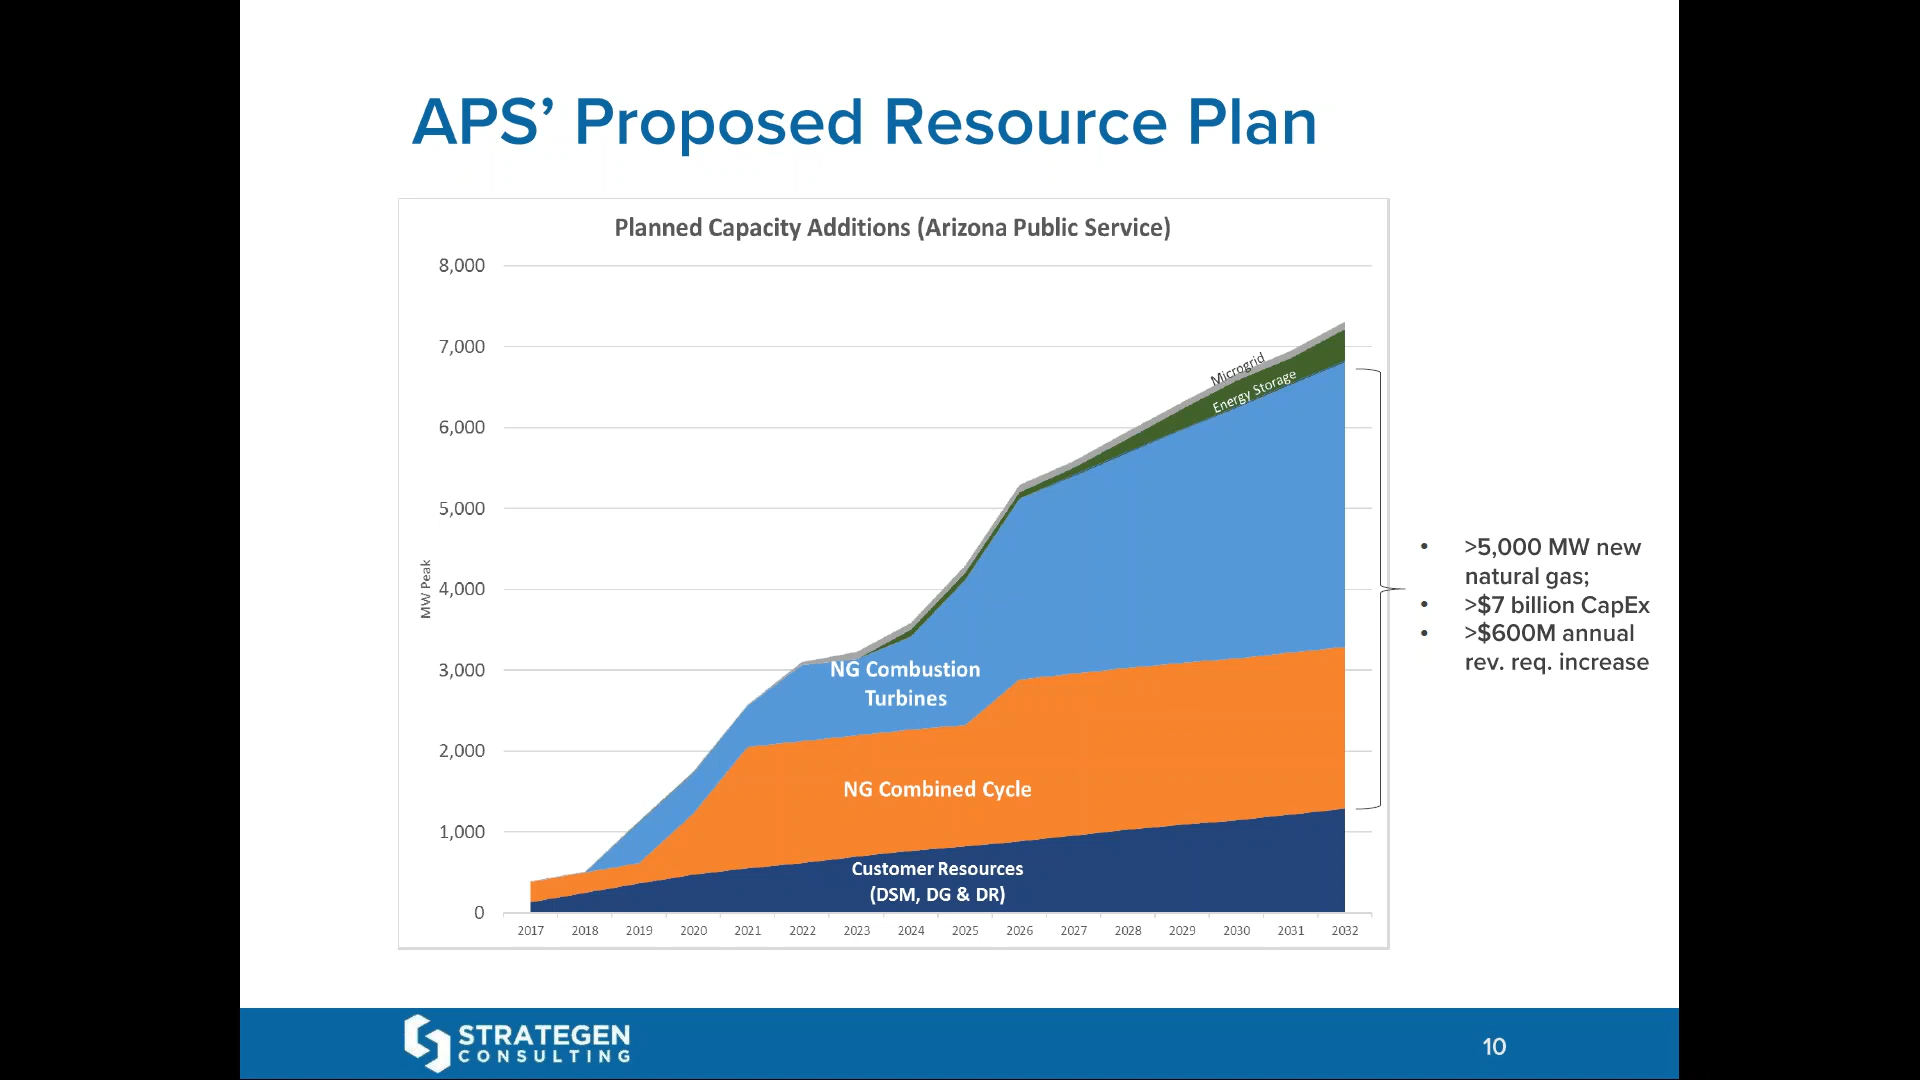 APS’ Proposed Resource Plan
Planned Capacity Additions (Arizona Public Service)
8,000
7,000
6,000
5,000
4,000
3,000
2,000
1,000
0
MW Peak
Microgrid
Energy Storage
NG Combustion
Turbines
NG Combined Cycle
Customer Resources
(DSM, DG & DR)
2017 2018 2019 2020 2021 2022 2023 2024 2025 2026 2027 2028 2029 2030 2031 2032
• >5,000 MW new
natural gas;
• >$7 billion CapEx
• >$600M annual
rev. req. increase
STRATEGEN
CONSULTING
10